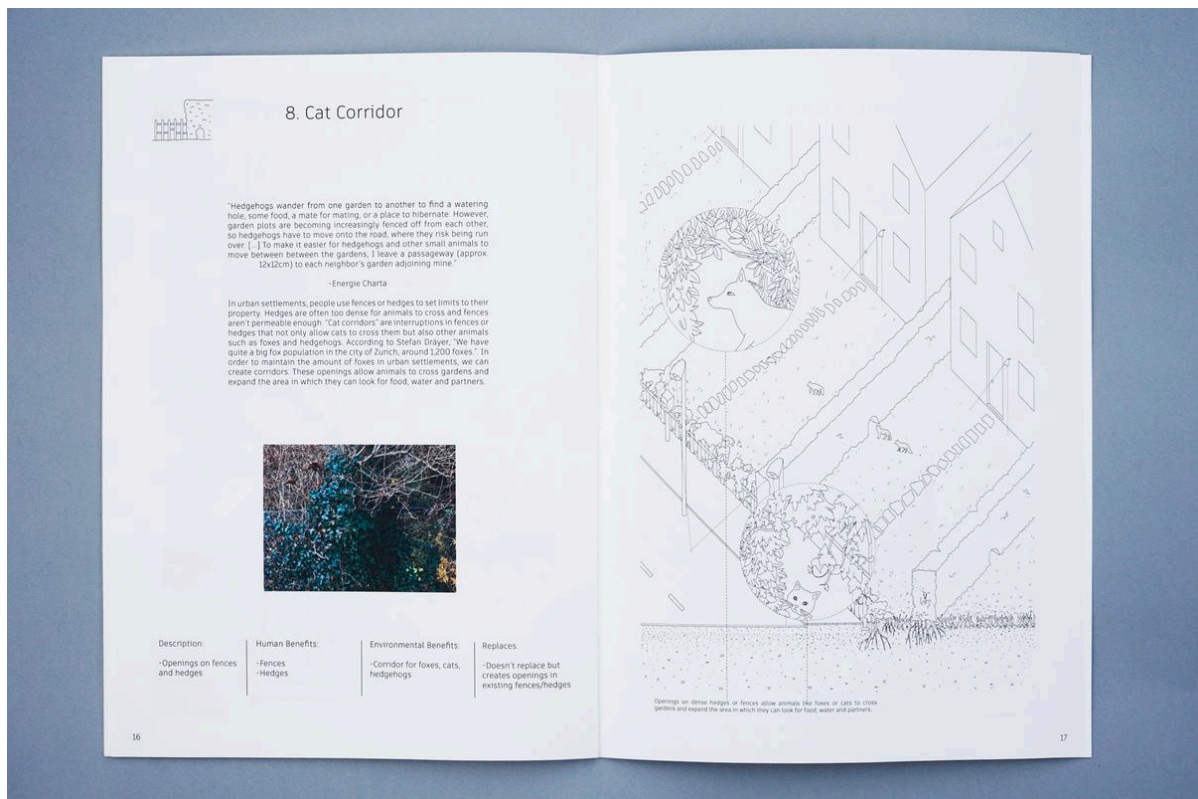 8. Cat Corridor
"Hedgehogs wander from one garden to another to find a watering
hole, some food, a mate for mating, or a place to hibernate. However,
garden plots are becoming increasingly fenced off from each other,
so hedgehogs have to move onto the road, where they risk being run
over. [...] To make it easier for hedgehogs and other small animals to
move between between the gardens, I leave a passageway (approx.
12x12cm) to each neighbor's garden adjoining mine."
-Energie Charta
In urban settlements, people use fences or hedges to set limits to their
property. Hedges are often too dense for animals to cross and fences
aren't permeable enough. "Cat corridors" are interruptions in fences or
hedges that not only allow cats to cross them but also other animals
such as foxes and hedgehogs. According to Stefan Dräyer, "We have
quite a big fox population in the city of Zurich, around 1,200 foxes.". In
order to maintain the amount of foxes in urban settlements, we can
create corridors. These openings allow animals to cross gardens and
expand the area in which they can look for food, water and partners.
Description:
-Openings on fences
and hedges
Human Benefits:
-Fences
-Hedges
Environmental Benefits:
-Corridor for foxes, cats,
hedgehogs
Replaces:
-Doesn't replace but
creates openings in
existing fences/hedges
16
Openings on dense hedges or fences allow animals like foxes or cats to cross
gardens and expand the area in which they can look for food, water and partners.
17